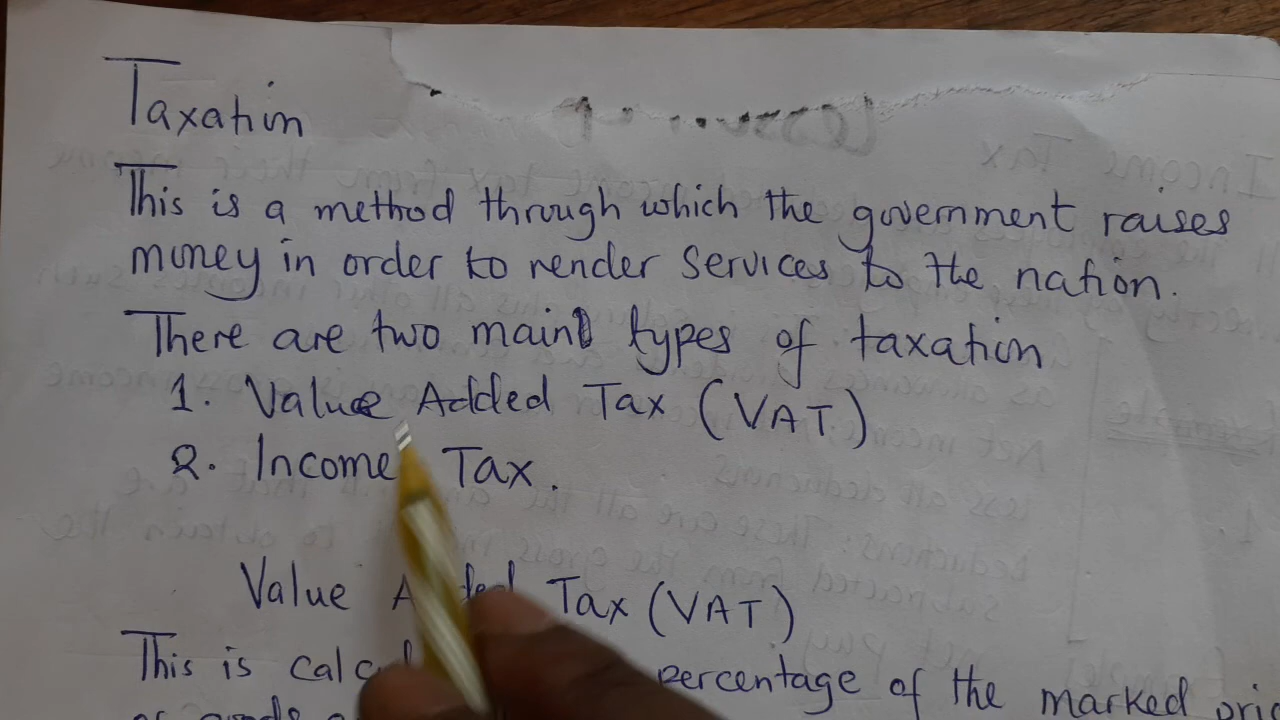 Taxation
This is a method through which the government raises
money in order to render services to the nation.
There are two main types of taxation
1. Value Added Tax (VAT)
2. Income Tax.
Value Added Tax (VAT)
This is percentage of the marked